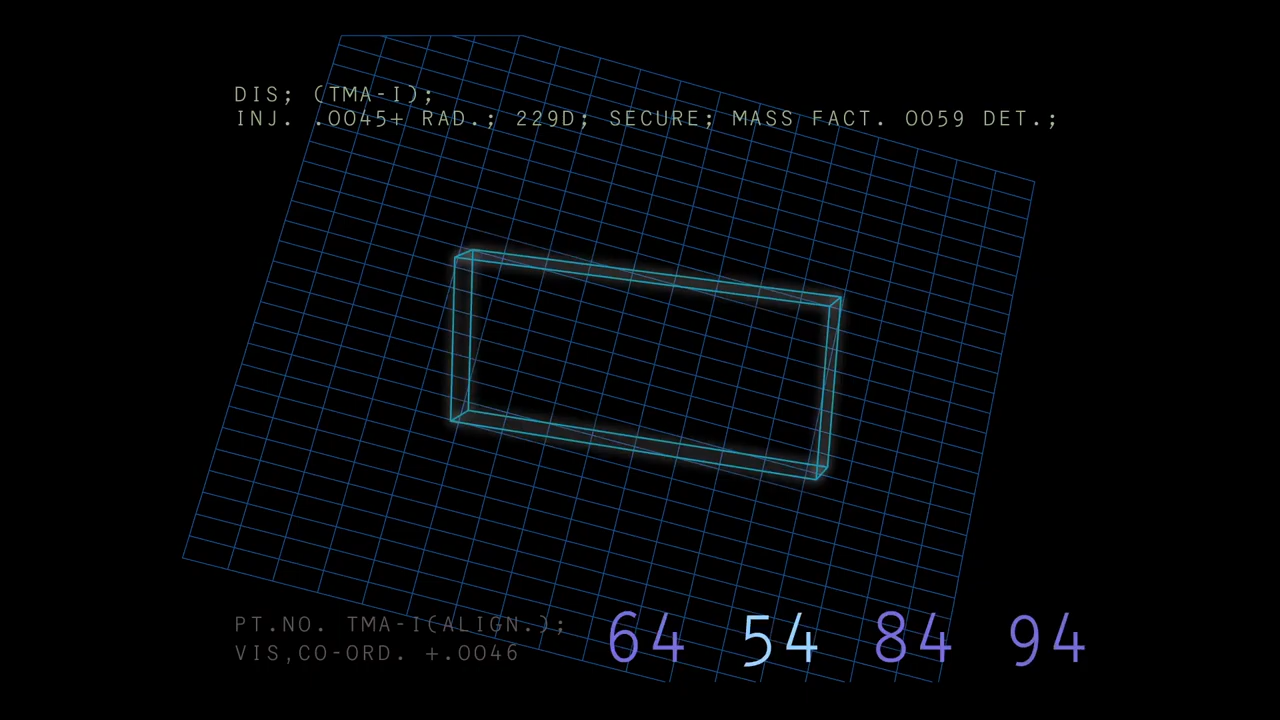 DIS; (TMA-I);
INJ. .0045+ RAD.; 229D; SECURE; MASS FACT. 0059 DET.;
PT.NO. TMA-I(ALIGN.);
VIS,CO-ORD. +.0046
64 54 84 94